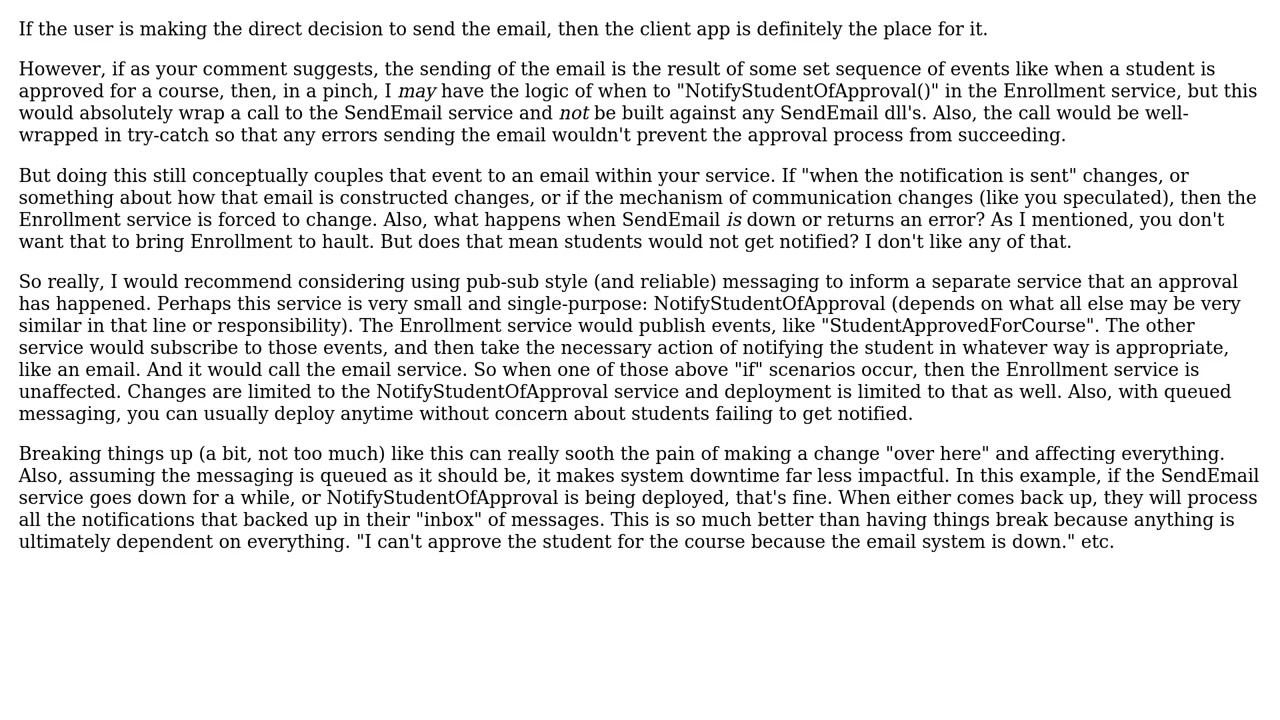 If the user is making the direct decision to send the email, then the client app is definitely the place for it.
However, if as your comment suggests, the sending of the email is the result of some set sequence of events like when a student is
approved for a course, then, in a pinch, I may have the logic of when to "NotifyStudentOfApproval()" in the Enrollment service, but this
would absolutely wrap a call to the SendEmail service and not be built against any SendEmail dll's. Also, the call would be well-
wrapped in try-catch so that any errors sending the email wouldn't prevent the approval process from succeeding.
But doing this still conceptually couples that event to an email within your service. If "when the notification is sent" changes, or
something about how that email is constructed changes, or if the mechanism of communication changes (like you speculated), then the
Enrollment service is forced to change. Also, what happens when SendEmail is down or returns an error? As I mentioned, you don't
want that to bring Enrollment to hault. But does that mean students would not get notified? I don't like any of that.
So really, I would recommend considering using pub-sub style (and reliable) messaging to inform a separate service that an approval
has happened. Perhaps this service is very small and single-purpose: NotifyStudentOfApproval (depends on what all else may be very
similar in that line or responsibility). The Enrollment service would publish events, like "StudentApprovedForCourse". The other
service would subscribe to those events, and then take the necessary action of notifying the student in whatever way is appropriate,
like an email. And it would call the email service. So when one of those above "if" scenarios occur, then the Enrollment service is
unaffected. Changes are limited to the NotifyStudentOfApproval service and deployment is limited to that as well. Also, with queued
messaging, you can usually deploy anytime without concern about students failing to get notified.
Breaking things up (a bit, not too much) like this can really sooth the pain of making a change "over here" and affecting everything.
Also, assuming the messaging is queued as it should be, it makes system downtime far less impactful. In this example, if the SendEmail
service goes down for a while, or NotifyStudentOfApproval is being deployed, that's fine. When either comes back up, they will process
all the notifications that backed up in their "inbox" of messages. This is so much better than having things break because anything is
ultimately dependent on everything. "I can't approve the student for the course because the email system is down." etc.